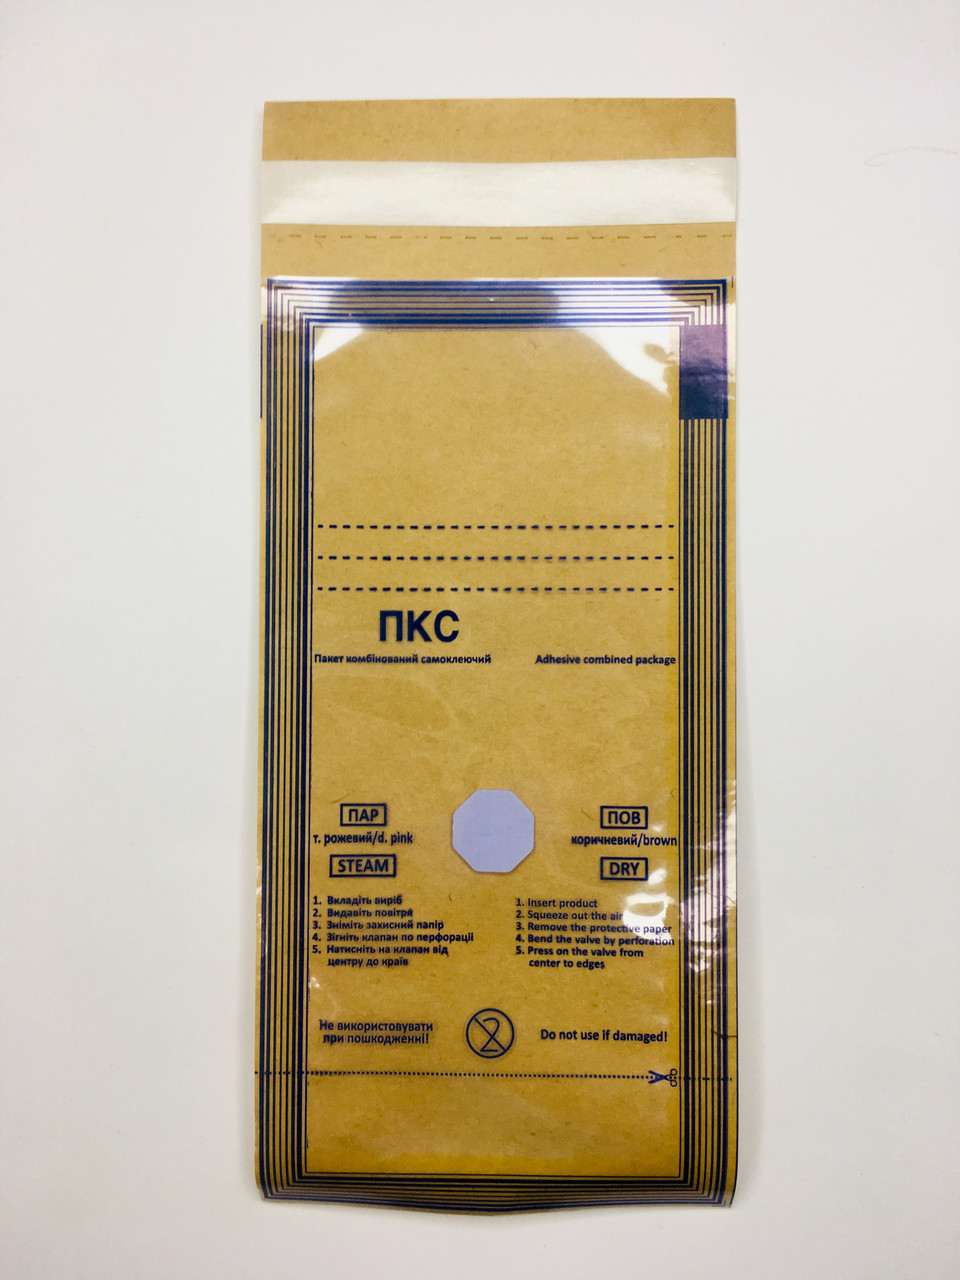 ПКС
Пакет комбінований самоклеючий
Adhesive combined package
ПАР
т. рожевий/d. pink
STEAM
ПОВ
коричневий/brown
DRY
1. Вкладіть виріб
2. Видавіть повітря
3. Зніміть захисний папір
4. Зігніть клапан по перфорації
5. Натисніть на клапан від
центру до країв
1. Insert product
2. Squeeze out the air
3. Remove the protective paper
4. Bend the valve by perforation
5. Press on the valve from
center to edges
Не використовувати
при пошкодженні!
2
Do not use if damaged!